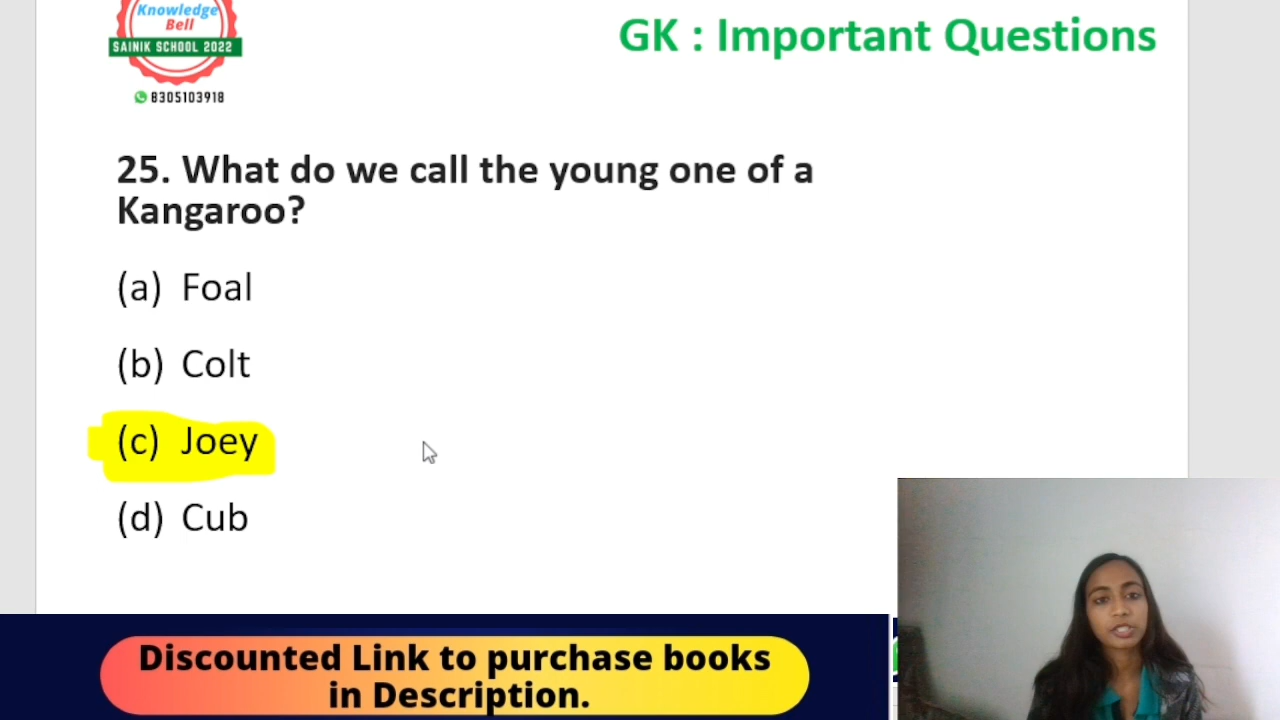 Knowledge
Bell
SAINIK SCHOOL 2022
8305103918
GK : Important Questions
25. What do we call the young one of a
Kangaroo?
(a) Foal
(b) Colt
(c) Joey
(d) Cub
Discounted Link to purchase books
in Description.